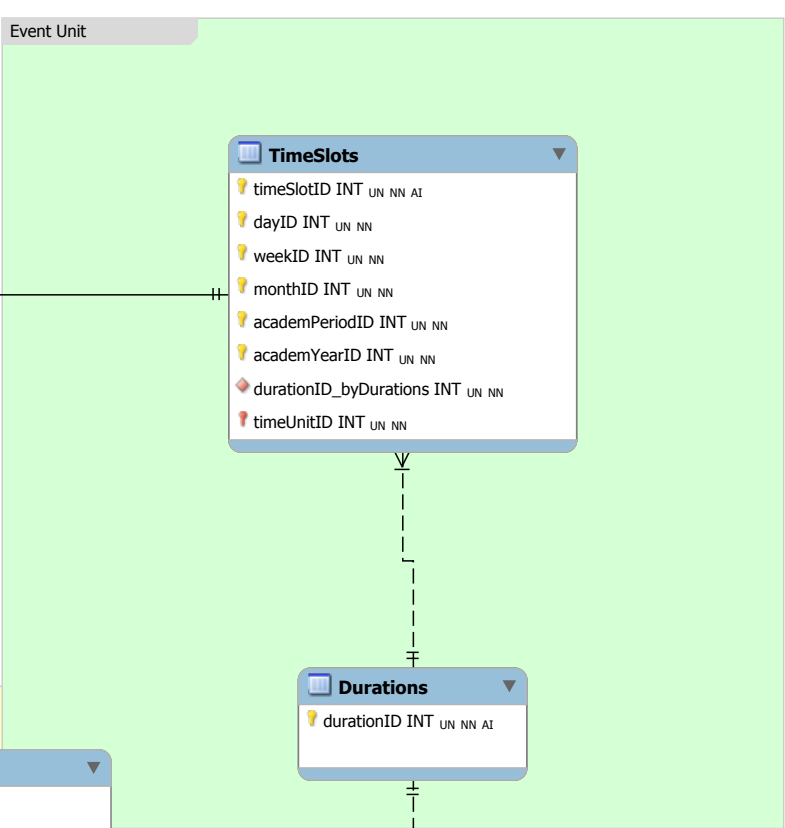 Event Unit
TimeSlots
timeSlotID INT UN NN AI
dayID INT UN NN
weekID INT UN NN
monthID INT UN NN
academPeriodID INT UN NN
academYearID INT UN NN
durationID_byDurations INT UN NN
timeUnitID INT UN NN
Durations
durationID INT UN NN AI